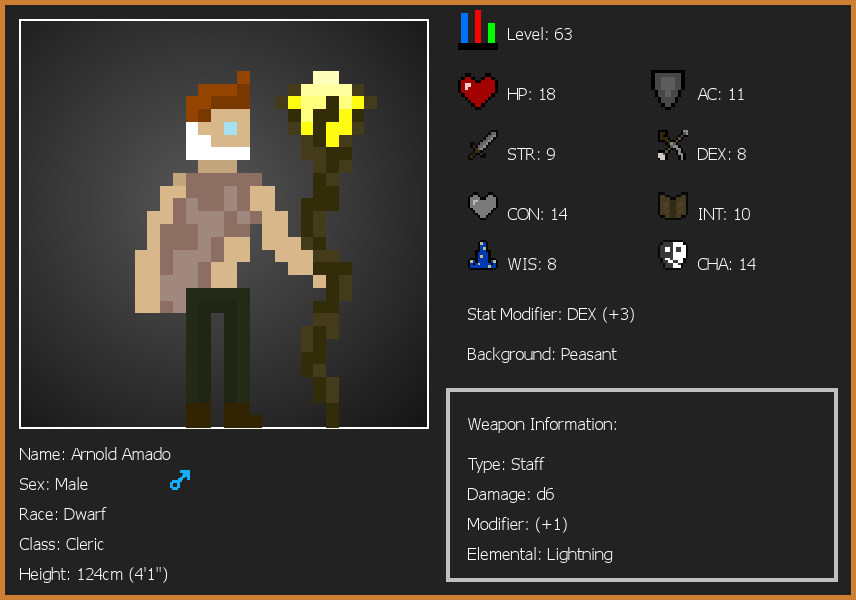 Level: 63
HP: 18
AC: 11
STR: 9
DEX: 8
CON: 14
INT: 10
WIS: 8
CHA: 14
Stat Modifier: DEX (+3)
Background: Peasant
Weapon Information:
Type: Staff
Damage: d6
Modifier: (+1)
Elemental: Lightning
Name: Arnold Amado
Sex: Male
Race: Dwarf
Class: Cleric
Height: 124cm (4'1")